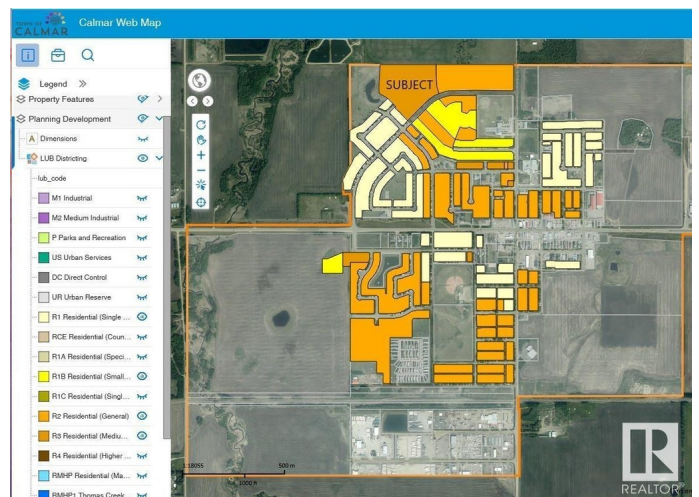 TOWN OF
CALMAR
Calmar Web Map
Legend
Property Features
Planning Development
A Dimensions
LUB Districting
lub_code
M1 Industrial
M2 Medium Industrial
P Parks and Recreation
US Urban Services
DC Direct Control
UR Urban Reserve
R1 Residential (Single ...
RCE Residential (Coun...
R1A Residential (Speci...
R1B Residential (Small...
R1C Residential (Singl...
R2 Residential (General)
R3 Residential (Mediu...
R4 Residential (Higher ...
RMHP Residential (Ma...
RMHP1 Thomas Creek
SUBJECT
1:18055
500 m
1000 ft
R
REALTOR